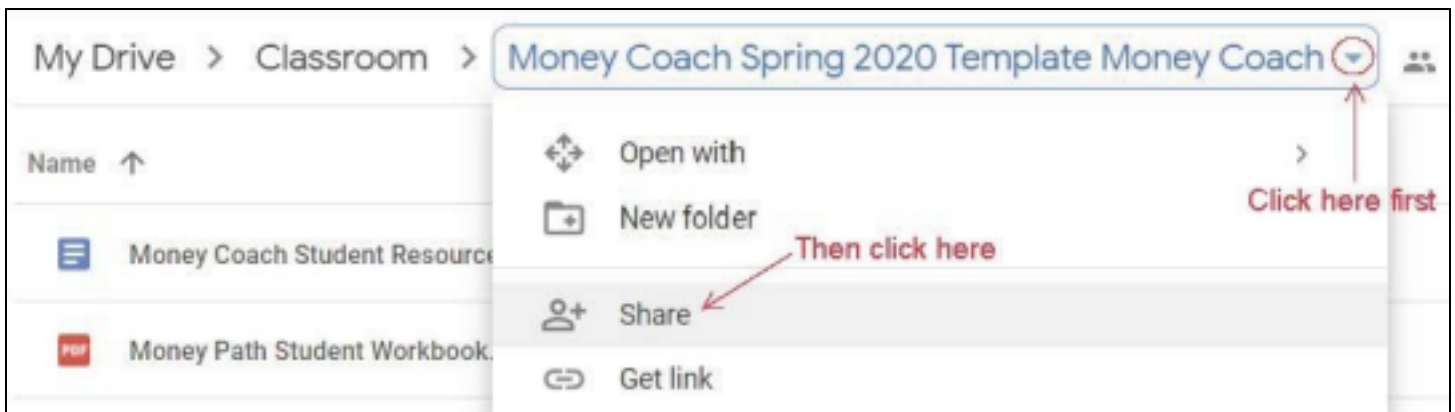 My Drive > Classroom > Money Coach Spring 2020 Template Money Coach
Name
Open with
Click here first
New folder
Then click here
Money Coach Student Resource
Share
PDF
Money Path Student Workbook.
Get link